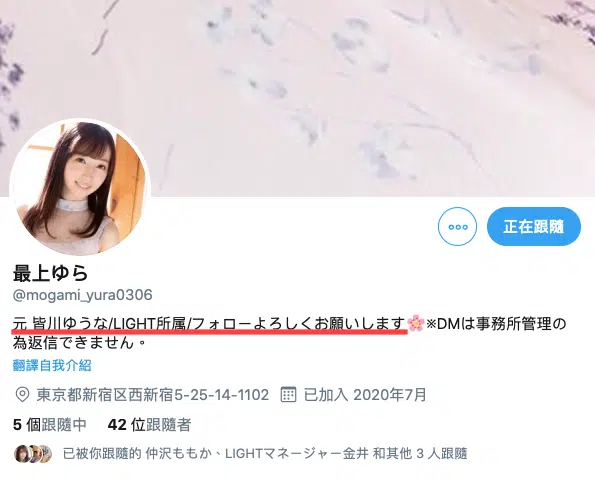 正在跟隨
最上ゆら
@mogami_yura0306
元 皆川ゆうな/LIGHT所属/フォローよろしくお願いします🌸※DMは事務所管理の
為返信できません。
翻譯自我介紹
東京都新宿区西新宿5-25-14-1102 已加入 2020年7月
5 個跟隨中 42 位跟隨者
已被你跟隨的 仲沢ももか、LIGHTマネージャー金井 和其他 3 人跟隨